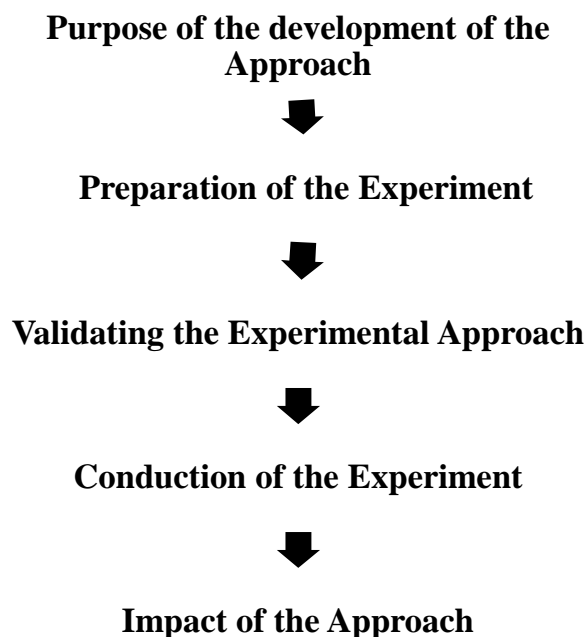 Purpose of the development of the
Approach
Preparation of the Experiment
Validating the Experimental Approach
Conduction of the Experiment
Impact of the Approach